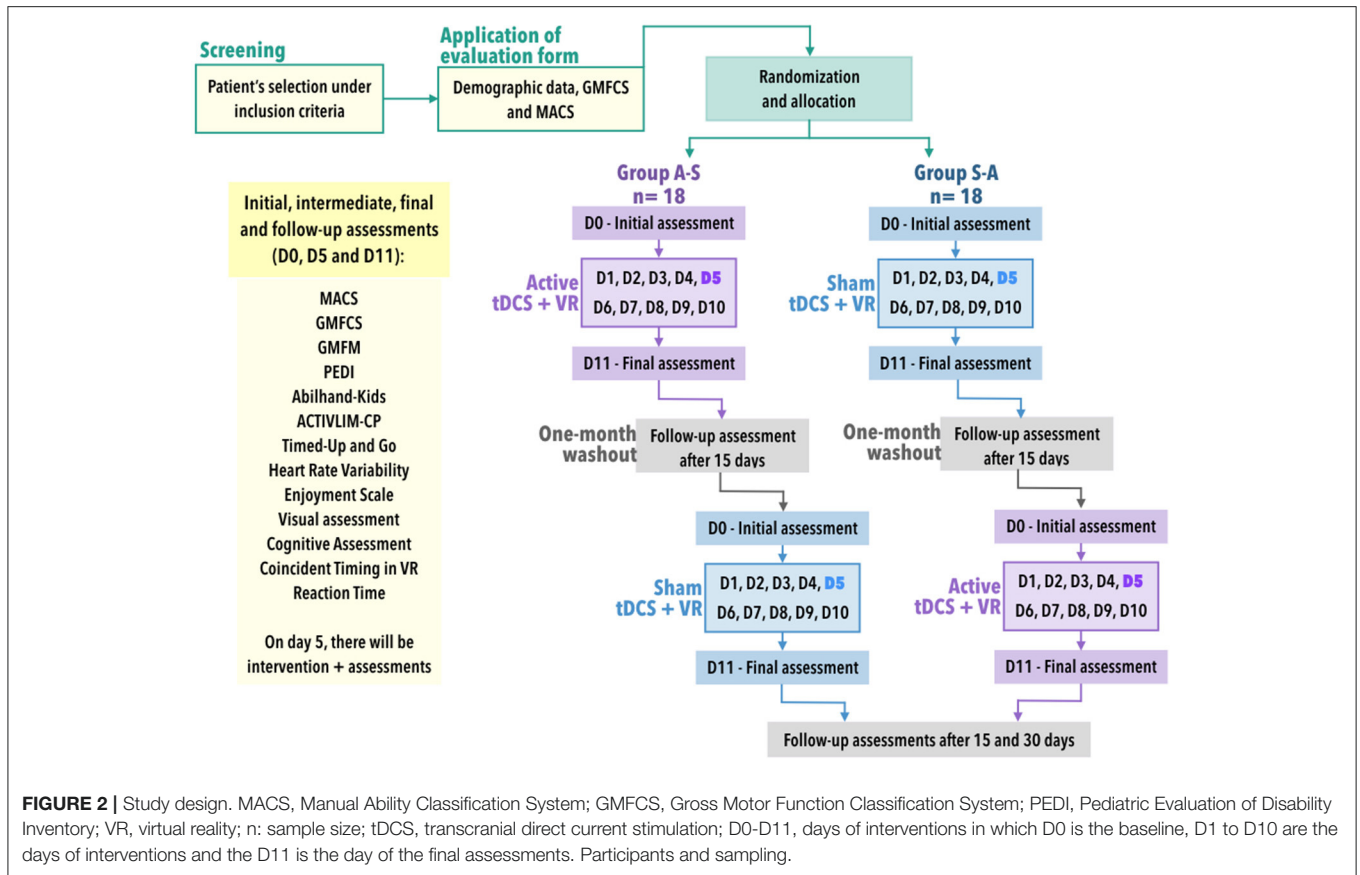 Screening
Patient's selection under
inclusion criteria
Application of
evaluation form
Demographic data, GMFCS
and MACS
Randomization
and allocation
Initial, intermediate, final
and follow-up assessments
(D0, D5 and D11):
MACS
GMFCS
GMFM
PEDI
Abilhand-Kids
ACTIVLIM-CP
Timed-Up and Go
Heart Rate Variability
Enjoyment Scale
Visual assessment
Cognitive Assessment
Coincident Timing in VR
Reaction Time
On day 5, there will be
intervention + assessments
Group A-S
n= 18
D0 - Initial assessment
Active
tDCS + VR
D1, D2, D3, D4, D5
D6, D7, D8, D9, D10
D11 - Final assessment
One-month
washout
Follow-up assessment
after 15 days
D0 - Initial assessment
Sham
tDCS + VR
D1, D2, D3, D4, D5
D6, D7, D8, D9, D10
D11 - Final assessment
Group S-A
n= 18
D0 - Initial assessment
Sham
tDCS + VR
D1, D2, D3, D4, D5
D6, D7, D8, D9, D10
D11 - Final assessment
One-month
washout
Follow-up assessment
after 15 days
D0 - Initial assessment
Active
tDCS + VR
D1, D2, D3, D4, D5
D6, D7, D8, D9, D10
D11 - Final assessment
Follow-up assessments after 15 and 30 days
FIGURE 2 | Study design. MACS, Manual Ability Classification System; GMFCS, Gross Motor Function Classification System; PEDI, Pediatric Evaluation of Disability
Inventory; VR, virtual reality; n: sample size; tDCS, transcranial direct current stimulation; D0-D11, days of interventions in which D0 is the baseline, D1 to D10 are the
days of interventions and the D11 is the day of the final assessments. Participants and sampling.